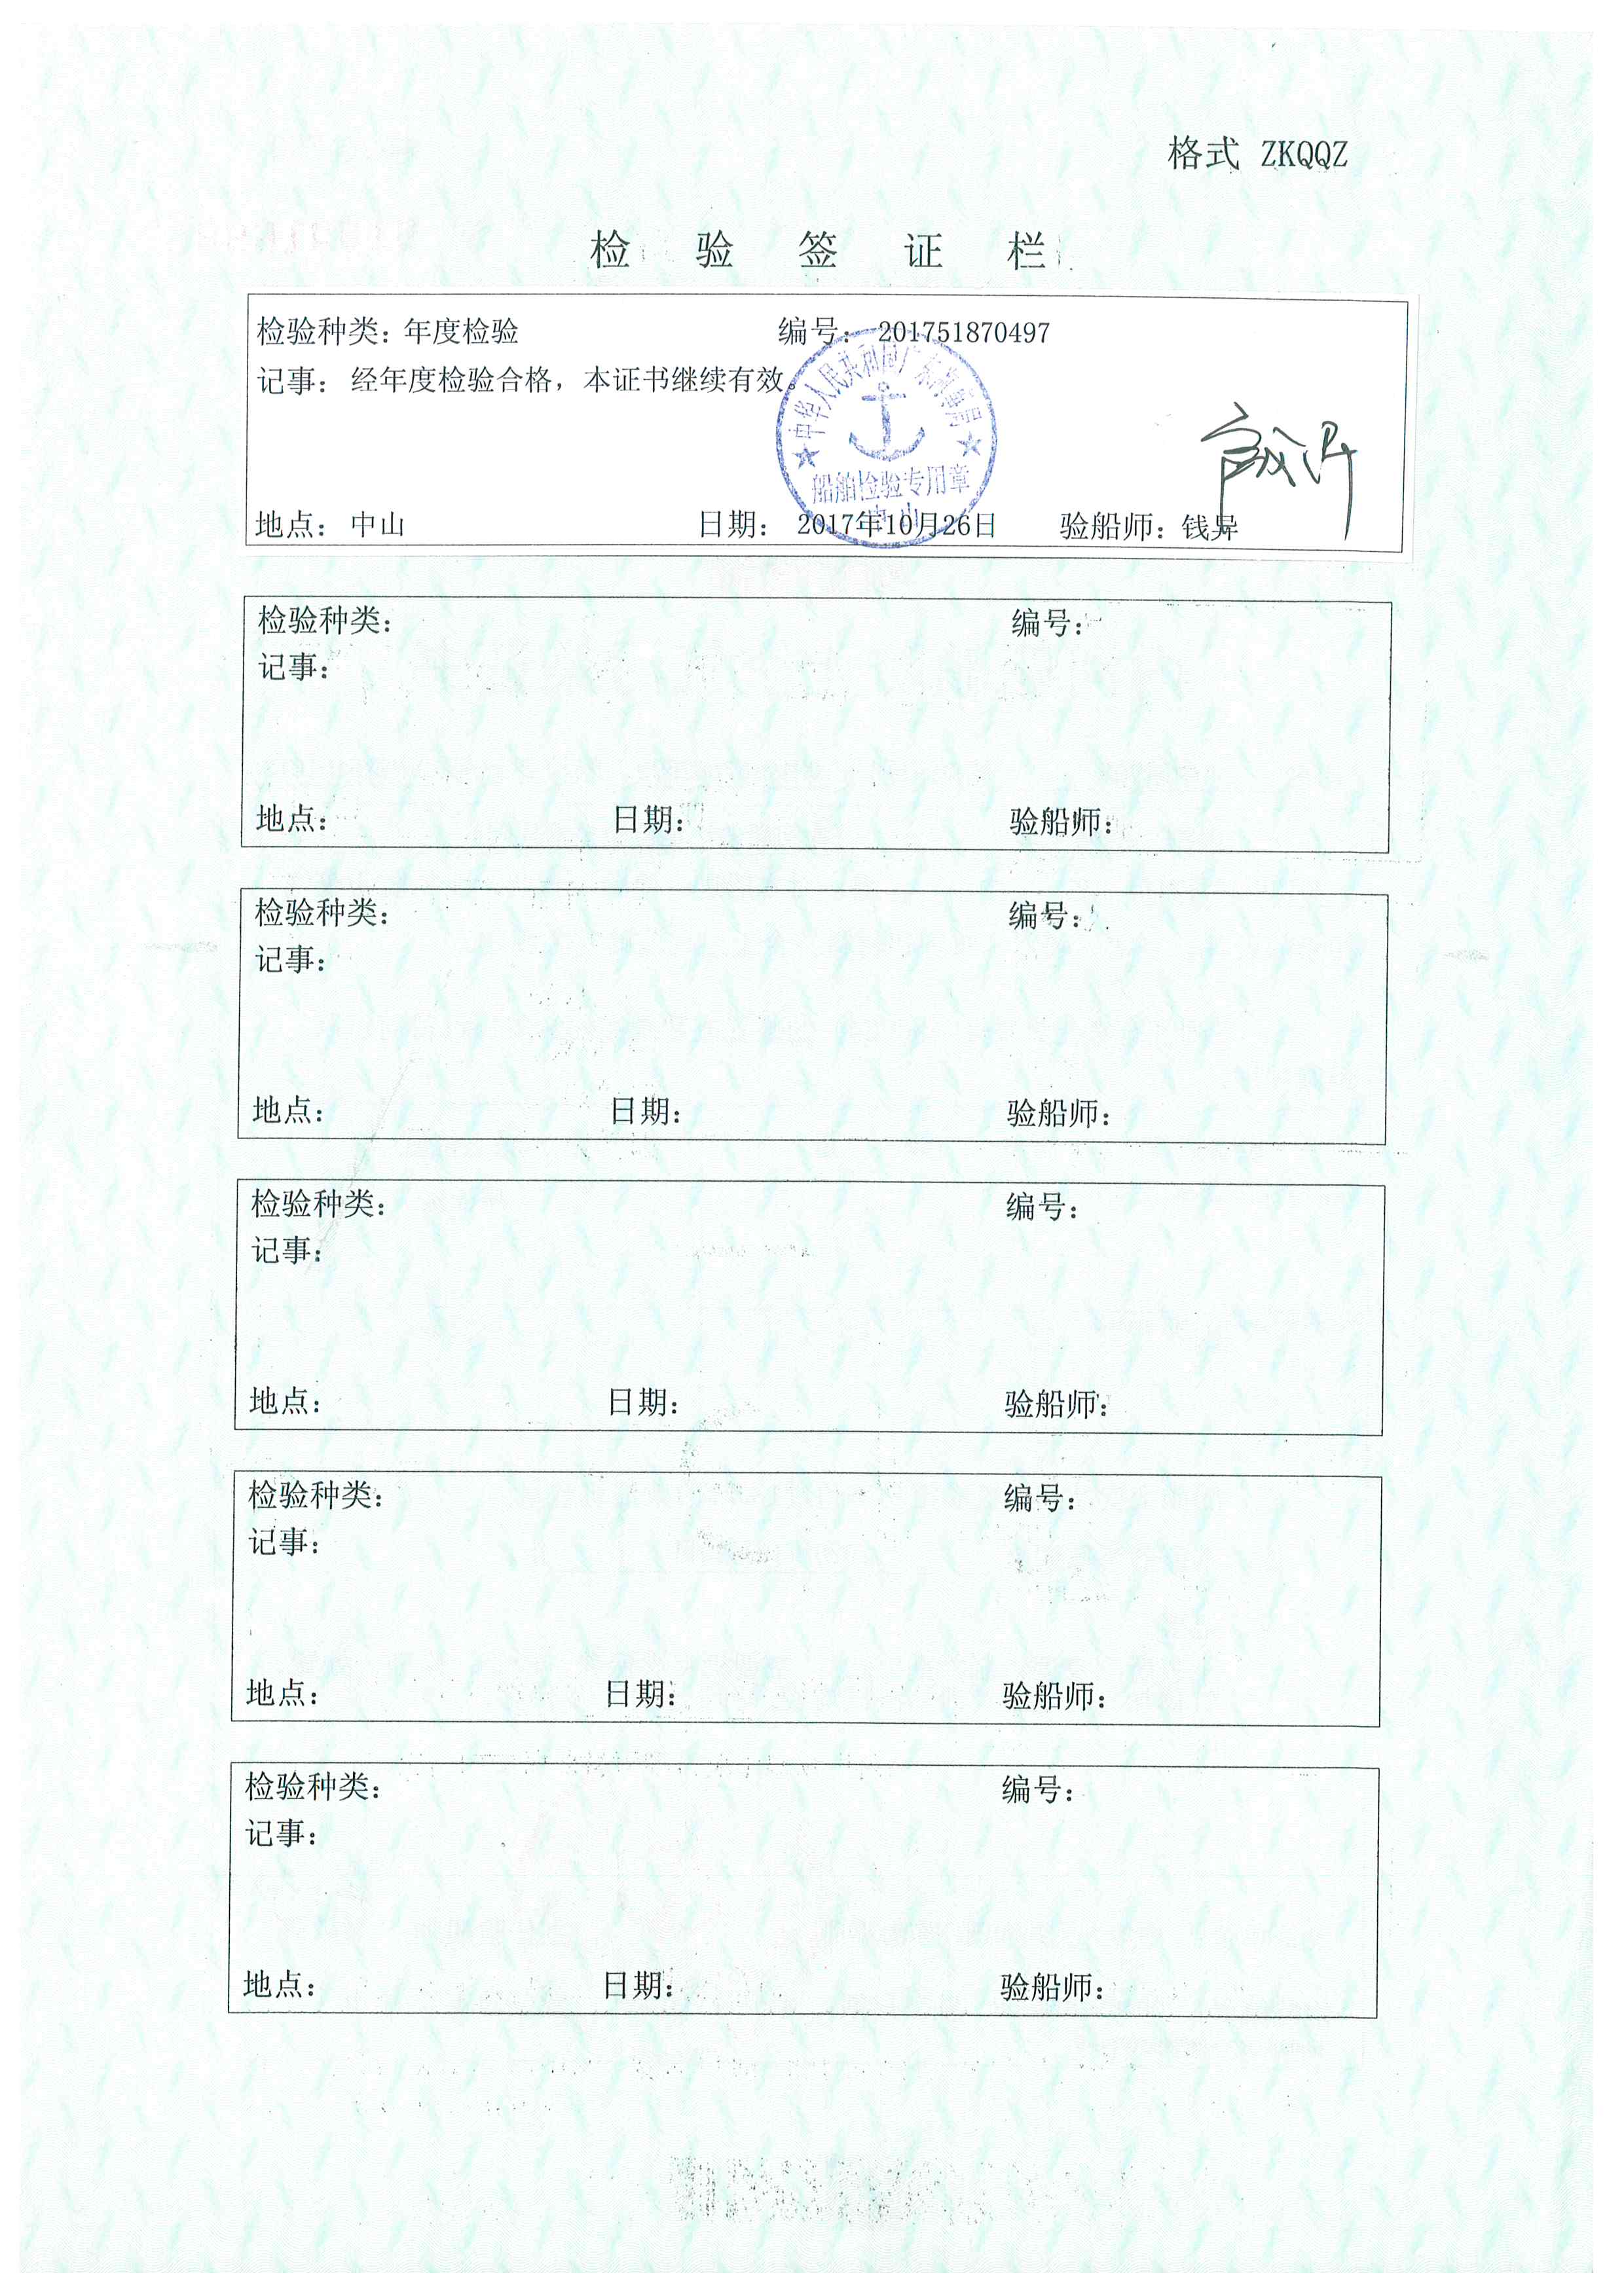 格式 ZKQQZ
检 验 签 证 栏
检验种类：年度检验 编号： 201751870497
记事： 经年度检验合格，本证书继续有效。
中华人民共和国广东海事局
船舶检验专用章
中山
地点： 中山 日期： 2017年10月26日 验船师：钱异
检验种类： 编号：
记事：
地点： 日期： 验船师：
检验种类： 编号：
记事：
地点： 日期： 验船师：
检验种类： 编号：
记事：
地点： 日期： 验船师：
检验种类： 编号：
记事：
地点： 日期： 验船师：
检验种类： 编号：
记事：
地点： 日期： 验船师：